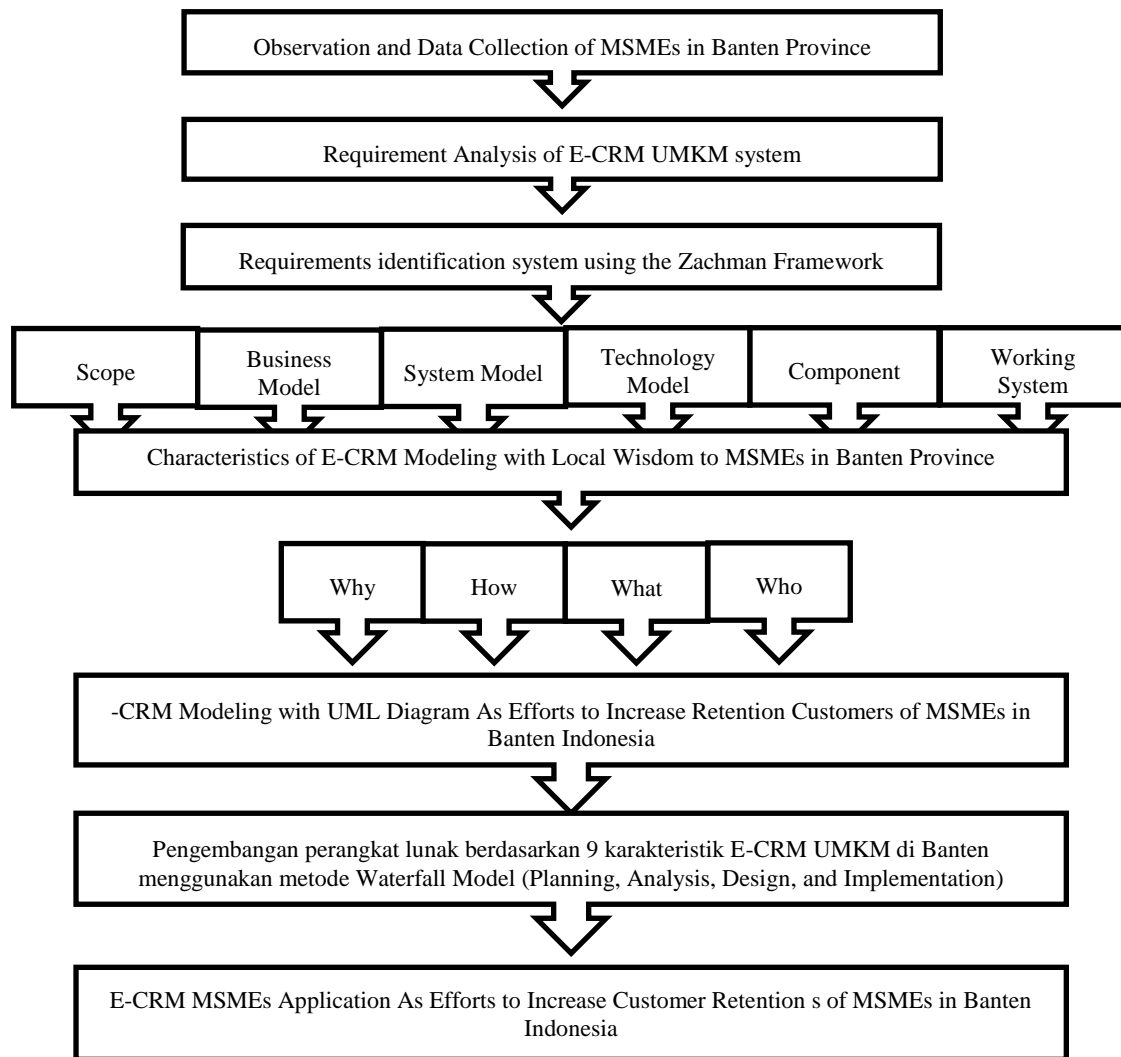 Observation and Data Collection of MSMEs in Banten Province
Requirement Analysis of E-CRM UMKM system
Requirements identification system using the Zachman Framework
Scope
Business
Model
System Model
Technology
Model
Component
Working
System
Characteristics of E-CRM Modeling with Local Wisdom to MSMEs in Banten Province
Why
How
What
Who
-CRM Modeling with UML Diagram As Efforts to Increase Retention Customers of MSMEs in
Banten Indonesia
Pengembangan perangkat lunak berdasarkan 9 karakteristik E-CRM UMKM di Banten
menggunakan metode Waterfall Model (Planning, Analysis, Design, and Implementation)
E-CRM MSMEs Application As Efforts to Increase Customer Retention s of MSMEs in Banten
Indonesia